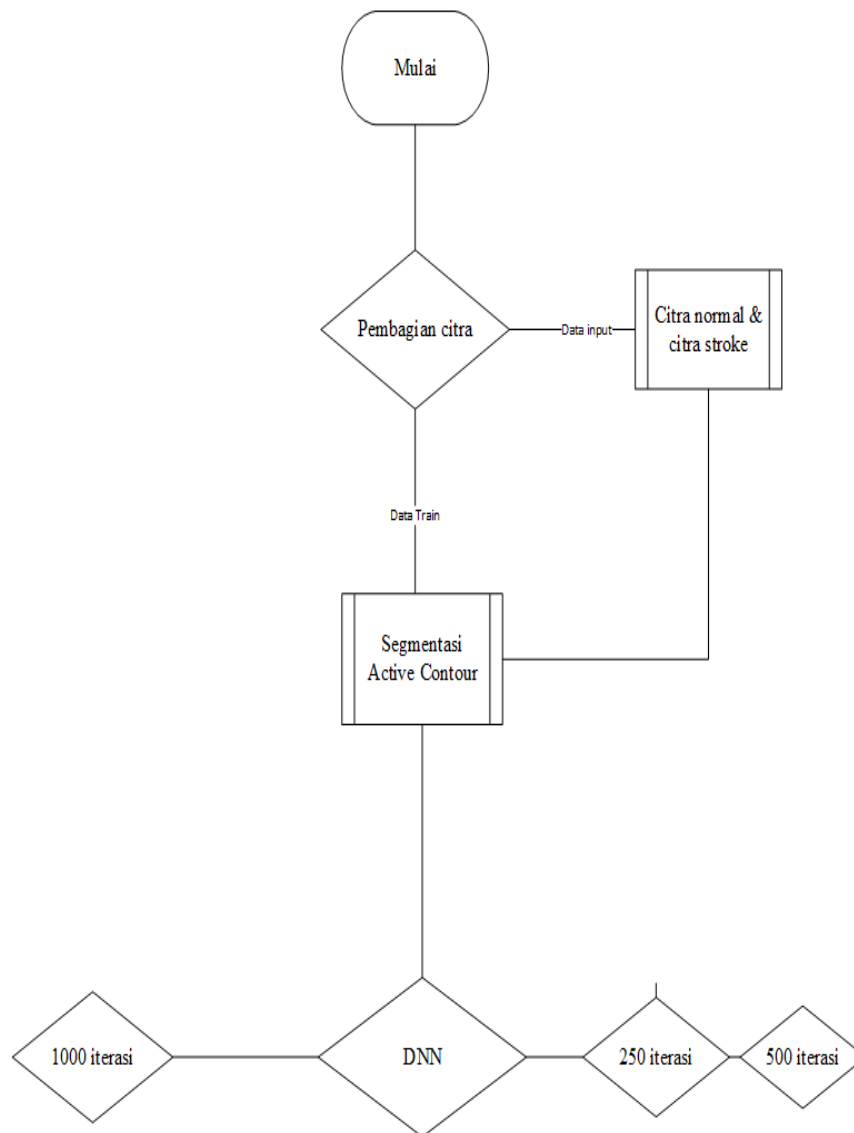 Mulai
Pembagian citra
Data input
Citra normal &
citra stroke
Data Train
Segmentasi
Active Contour
1000 iterasi
DNN
250 iterasi
500 iterasi